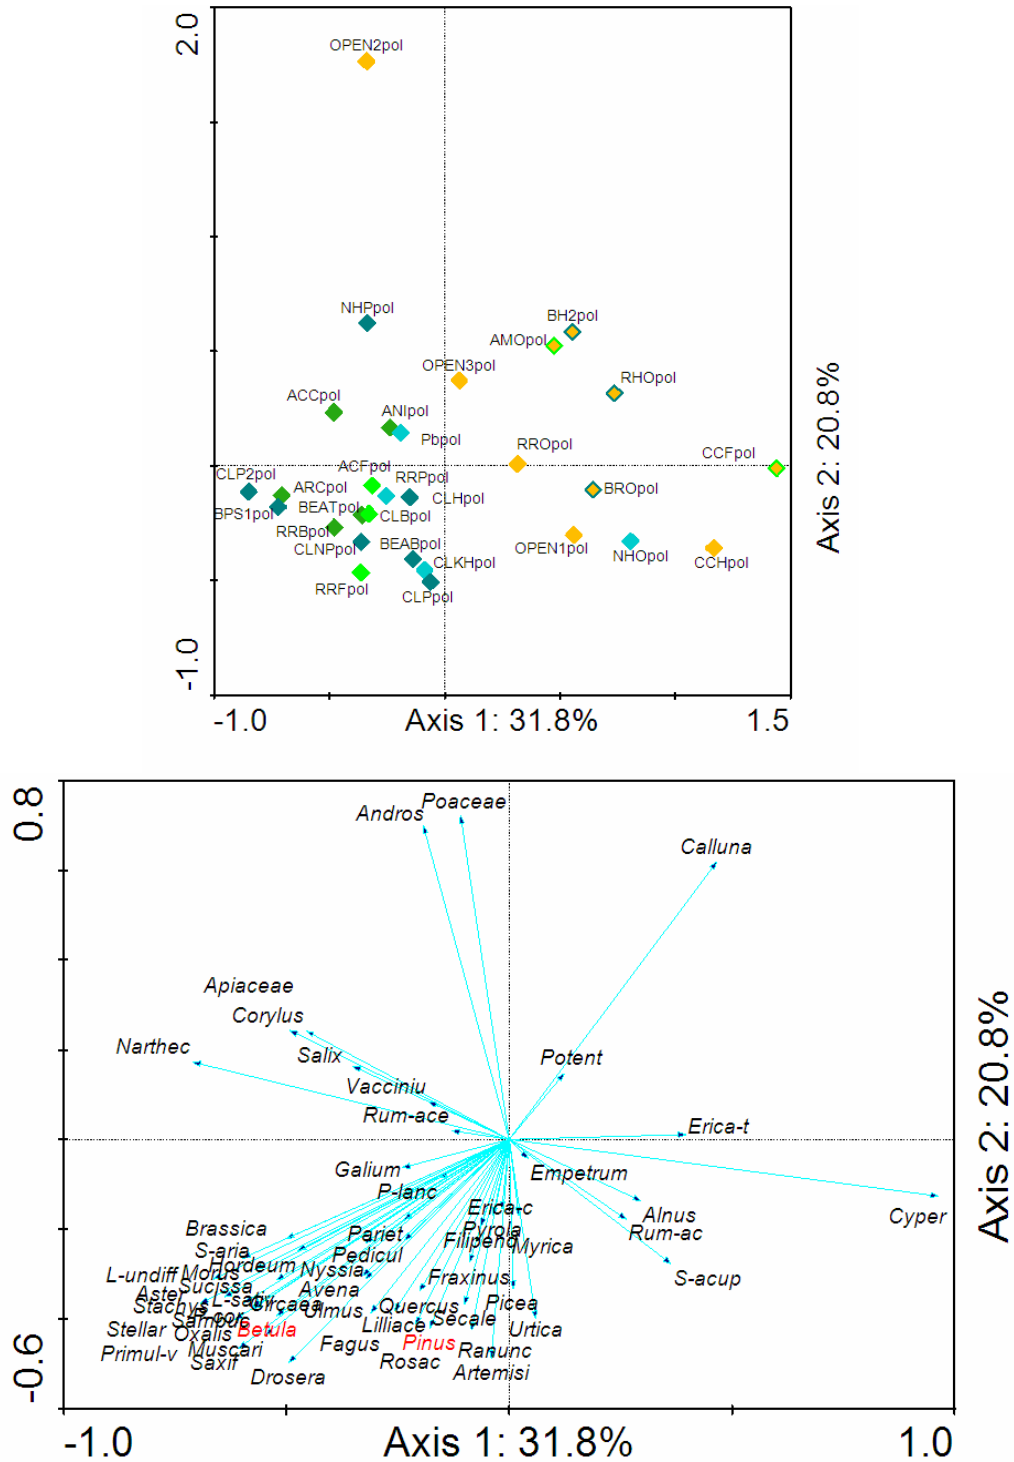 2.0
OPEN2pol
NHPpol
BH2pol
AMOpol
OPEN3pol
RHOpol
ACCpol
ANIpol
Pbpol
RROpol
CCFpol
ACFpol
CLP2pol
ARCpol
RRPpol
CLHpol
BROpol
BPS1pol
BEATpol
CLBpol
RRBpol
CLNPpol
BEABpol
OPEN1pol
NHOpol
CCHpol
CLKHpol
RRFpol
CLPpol
-1.0
Axis 2: 20.8%
-1.0 Axis 1: 31.8% 1.5
0.8
Andros
Poaceae
Calluna
Apiaceae
Corylus
Narthec
Salix
Potent
Vacciniu
Rum-ace
Erica-t
Galium
Empetrum
P-lanc
Erica-c
Alnus
Cyper
Brassica
Pariet
Pyrola
Rum-ac
S-aria
Pedicul
Filipend
Myrica
Hordeum
L-undiff
Morus
Nyssia
S-acup
Sucissa
Avena
Fraxinus
Aster
L-sativ
Stachys
Circaea
Ulmus
Quercus
Picea
Secale
Lilliace
Stellar
Oxalis
Betula
Urtica
Primul-v
Muscari
Fagus
Pinus
Saxif
Rosac
Ranunc
Drosera
Artemisi
-0.6
Axis 2: 20.8%
-1.0 Axis 1: 31.8% 1.0